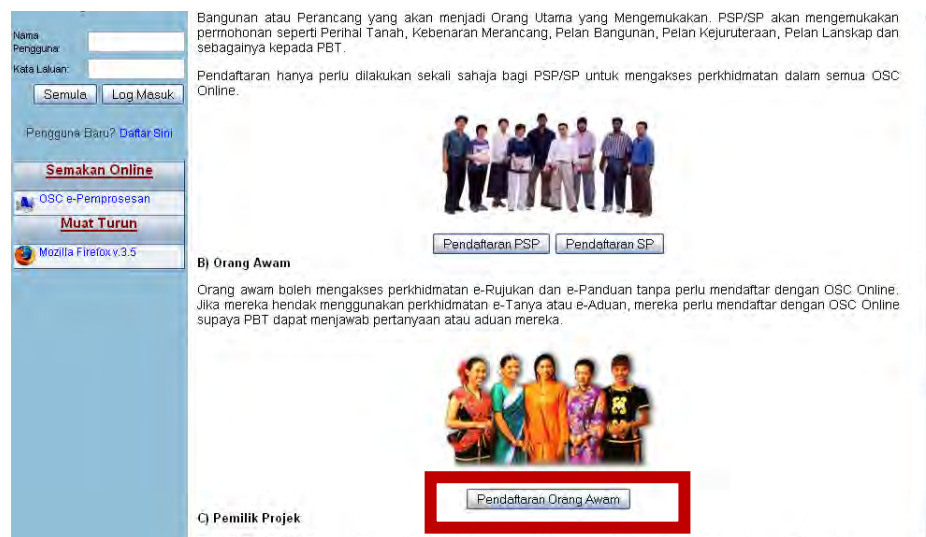 Nama
Pengguna:
Kata Laluan:
Semula Log Masuk
Pengguna Baru? Daftar Sini
Semakan Online
OSC e-Pemprosesan
Muat Turun
Mozilla Firefox v.3.5
Bangunan atau Perancang yang akan menjadi Orang Utama yang Mengemukakan. PSP/SP akan mengemukakan
permohonan seperti Perihal Tanah, Kebenaran Merancang, Pelan Bangunan, Pelan Kejuruteraan, Pelan Lanskap dan
sebagainya kepada PBT.
Pendaftaran hanya perlu dilakukan sekali sahaja bagi PSP/SP untuk mengakses perkhidmatan dalam semua OSC
Online.
Pendaftaran PSP Pendaftaran SP
B) Orang Awam
Orang awam boleh mengakses perkhidmatan e-Rujukan dan e-Panduan tanpa perlu mendaftar dengan OSC Online.
Jika mereka hendak menggunakan perkhidmatan e-Tanya atau e-Aduan, mereka perlu mendaftar dengan OSC Online
supaya PBT dapat menjawab pertanyaan atau aduan mereka.
Pendaftaran Orang Awam
C) Pemilik Projek